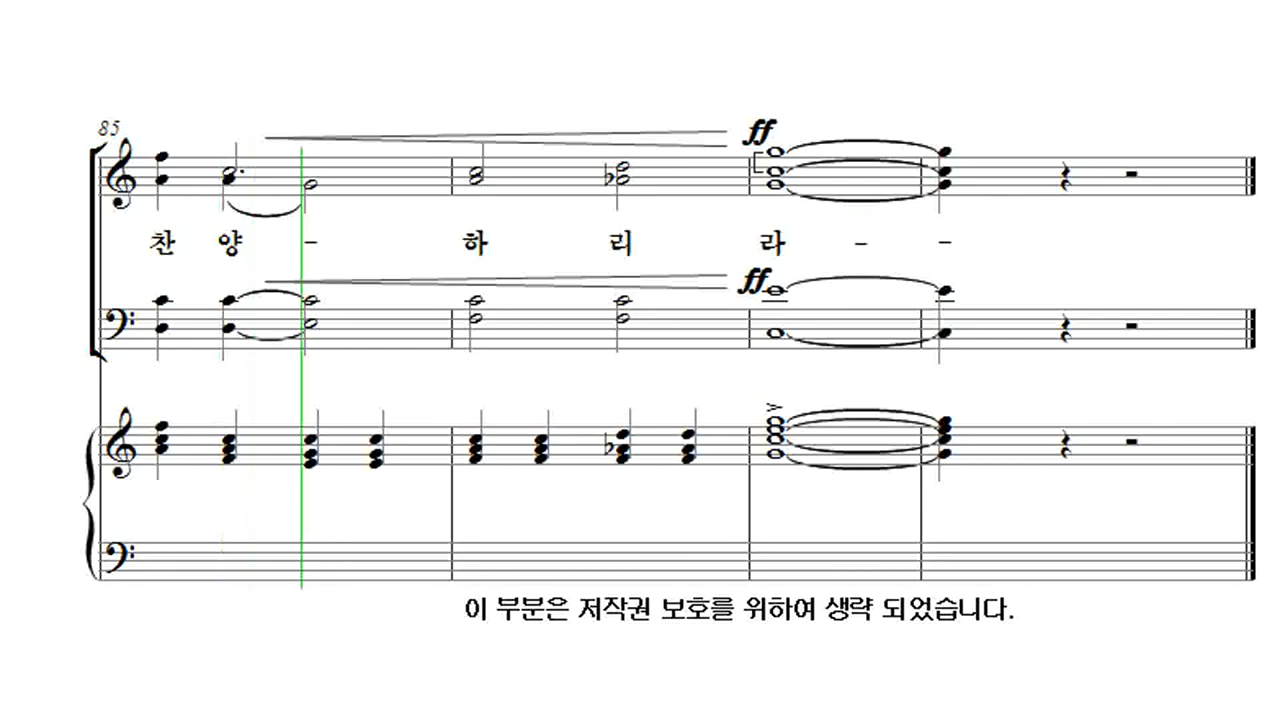 85
ff
찬 양 - 하 리 라 - -
ff
이 부분은 저작권 보호를 위하여 생략 되었습니다.